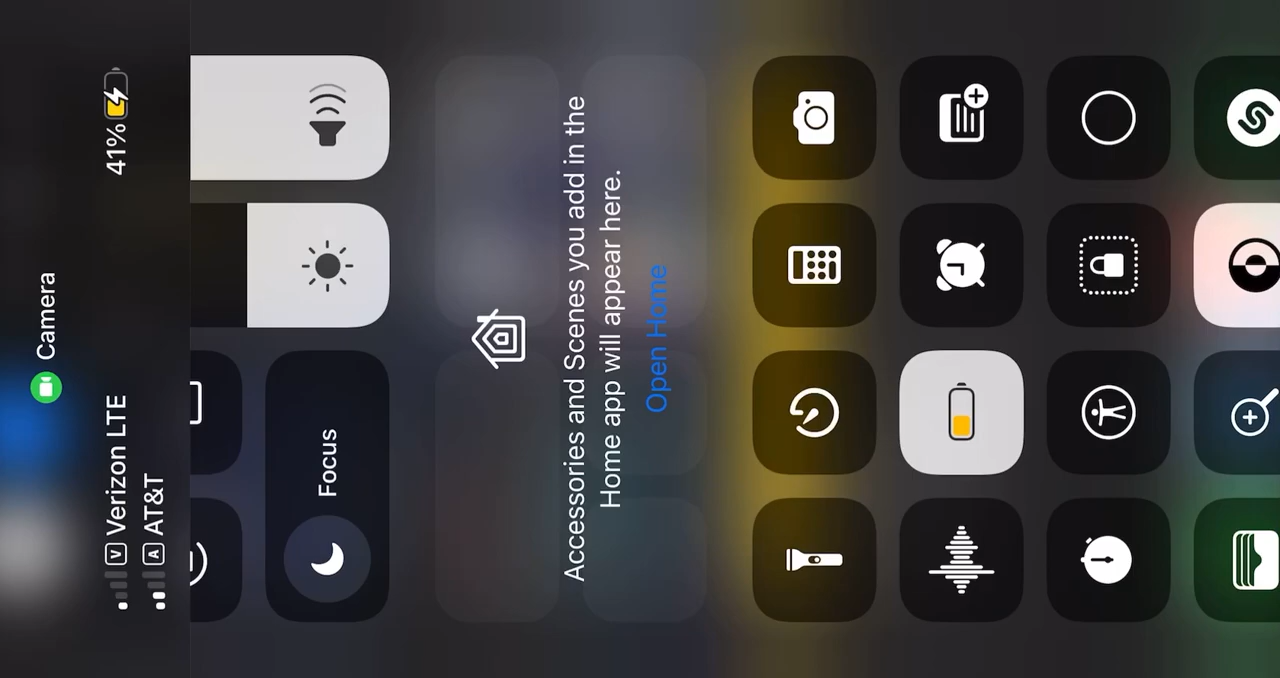 Camera
V Verizon LTE
41%
A AT&T
Focus
Accessories and Scenes you add in the
Home app will appear here.
Open Home